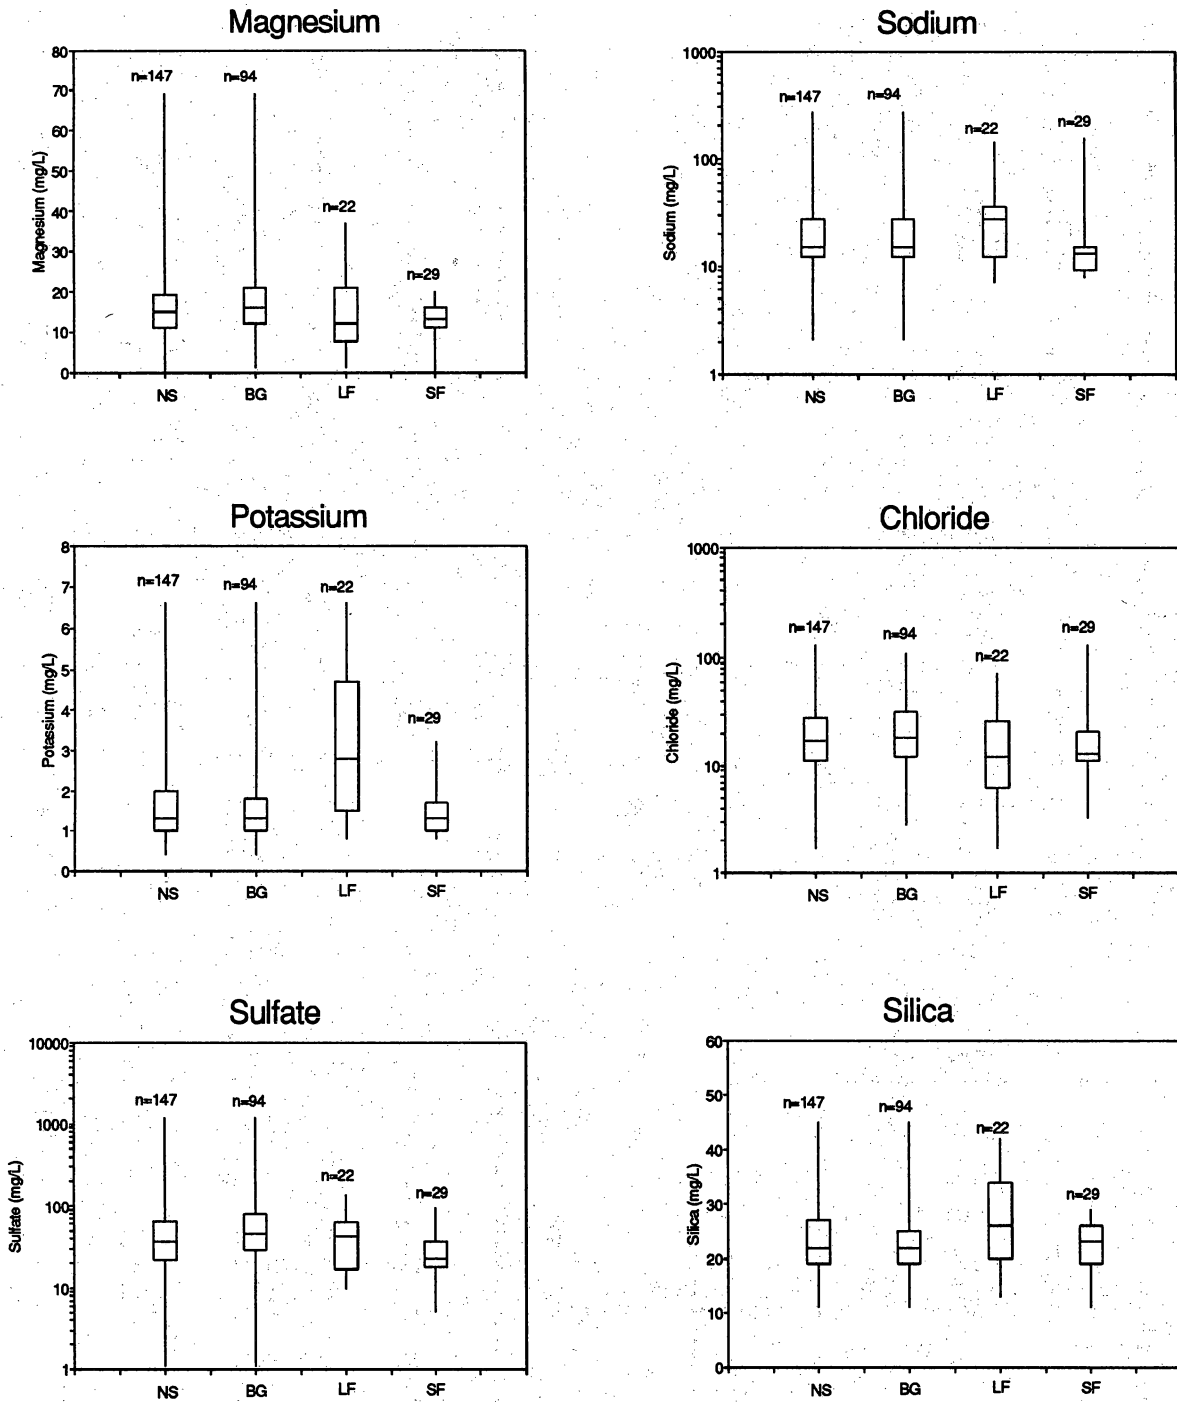 Magnesium
80
70
60
50
40
30
20
10
0
Magnesium (mg/L)
n=147
n=94
n=22
n=29
NS BG LF SF
Sodium
1000
100
10
1
Sodium (mg/L)
n=147
n=94
n=22
n=29
NS BG LF SF
Potassium
8
7
6
5
4
3
2
1
0
Potassium (mg/L)
n=147
n=94
n=22
n=29
NS BG LF SF
Chloride
1000
100
10
1
Chloride (mg/L)
n=147
n=94
n=22
n=29
NS BG LF SF
Sulfate
10000
1000
100
10
1
Sulfate (mg/L)
n=147
n=94
n=22
n=29
NS BG LF SF
Silica
60
50
40
30
20
10
0
Silica (mg/L)
n=147
n=94
n=22
n=29
NS BG LF SF